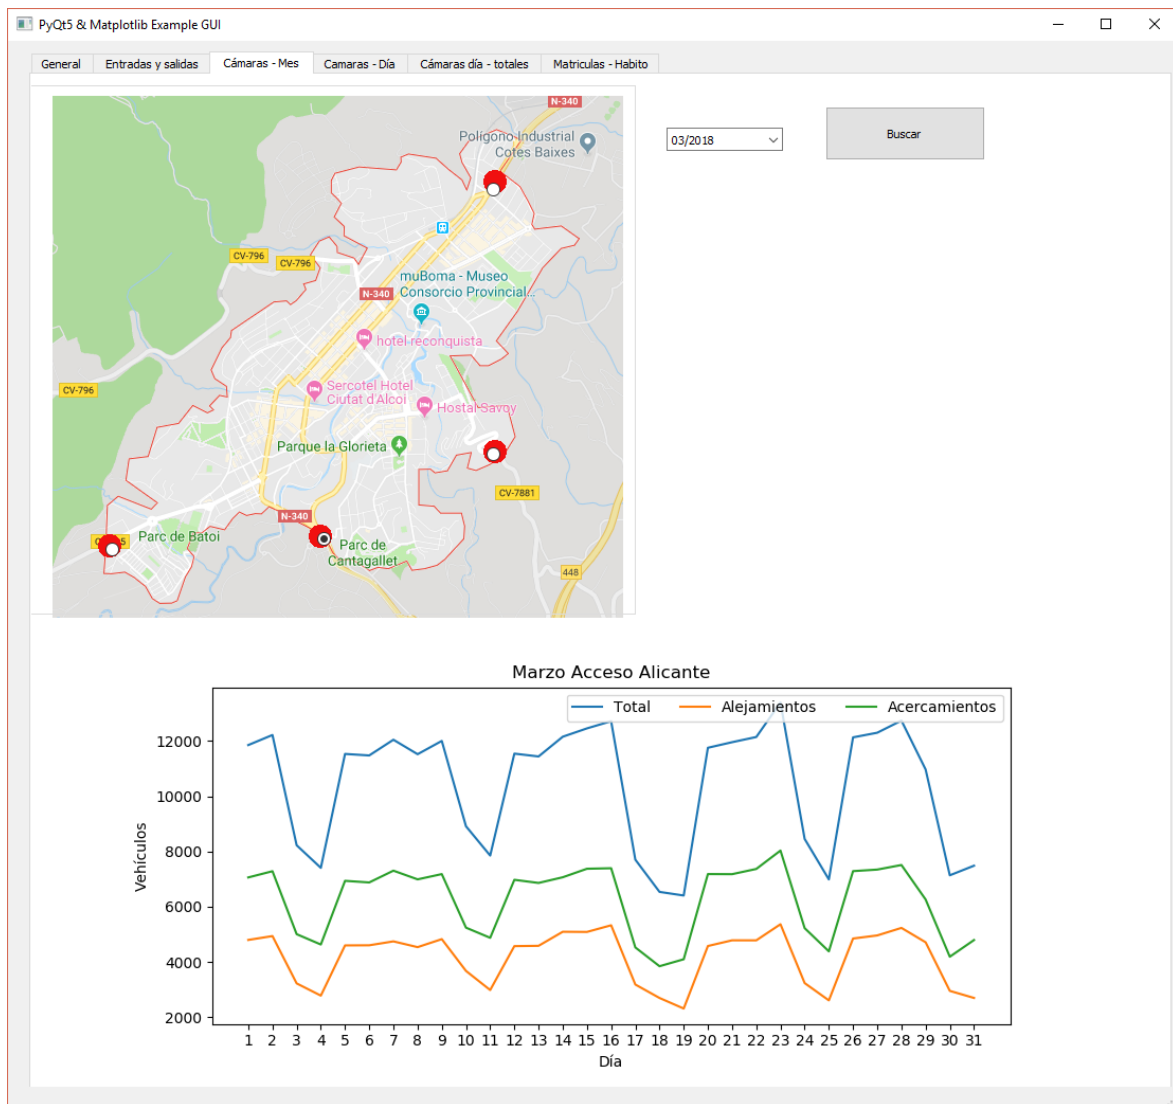 PyQt5 & Matplotlib Example GUI
General
Entradas y salidas
Cámaras - Mes
Camaras - Día
Cámaras día - totales
Matriculas - Habito
N-340
Polígono Industrial
Cotes Baixes
03/2018
Buscar
CV-796
CV-796
muBoma - Museo
Consorcio Provincial...
N-340
hotel reconquista
CV-796
Sercotel Hotel
Ciutat d'Alcoi
Hostal Savoy
Parque la Glorieta
CV-7881
N-340
Parc de Batoi
Parc de
Cantagallet
448
Marzo Acceso Alicante
Total
Alejamientos
Acercamientos
12000
10000
8000
6000
4000
2000
Vehículos
1 2 3 4 5 6 7 8 9 10 11 12 13 14 15 16 17 18 19 20 21 22 23 24 25 26 27 28 29 30 31
Día